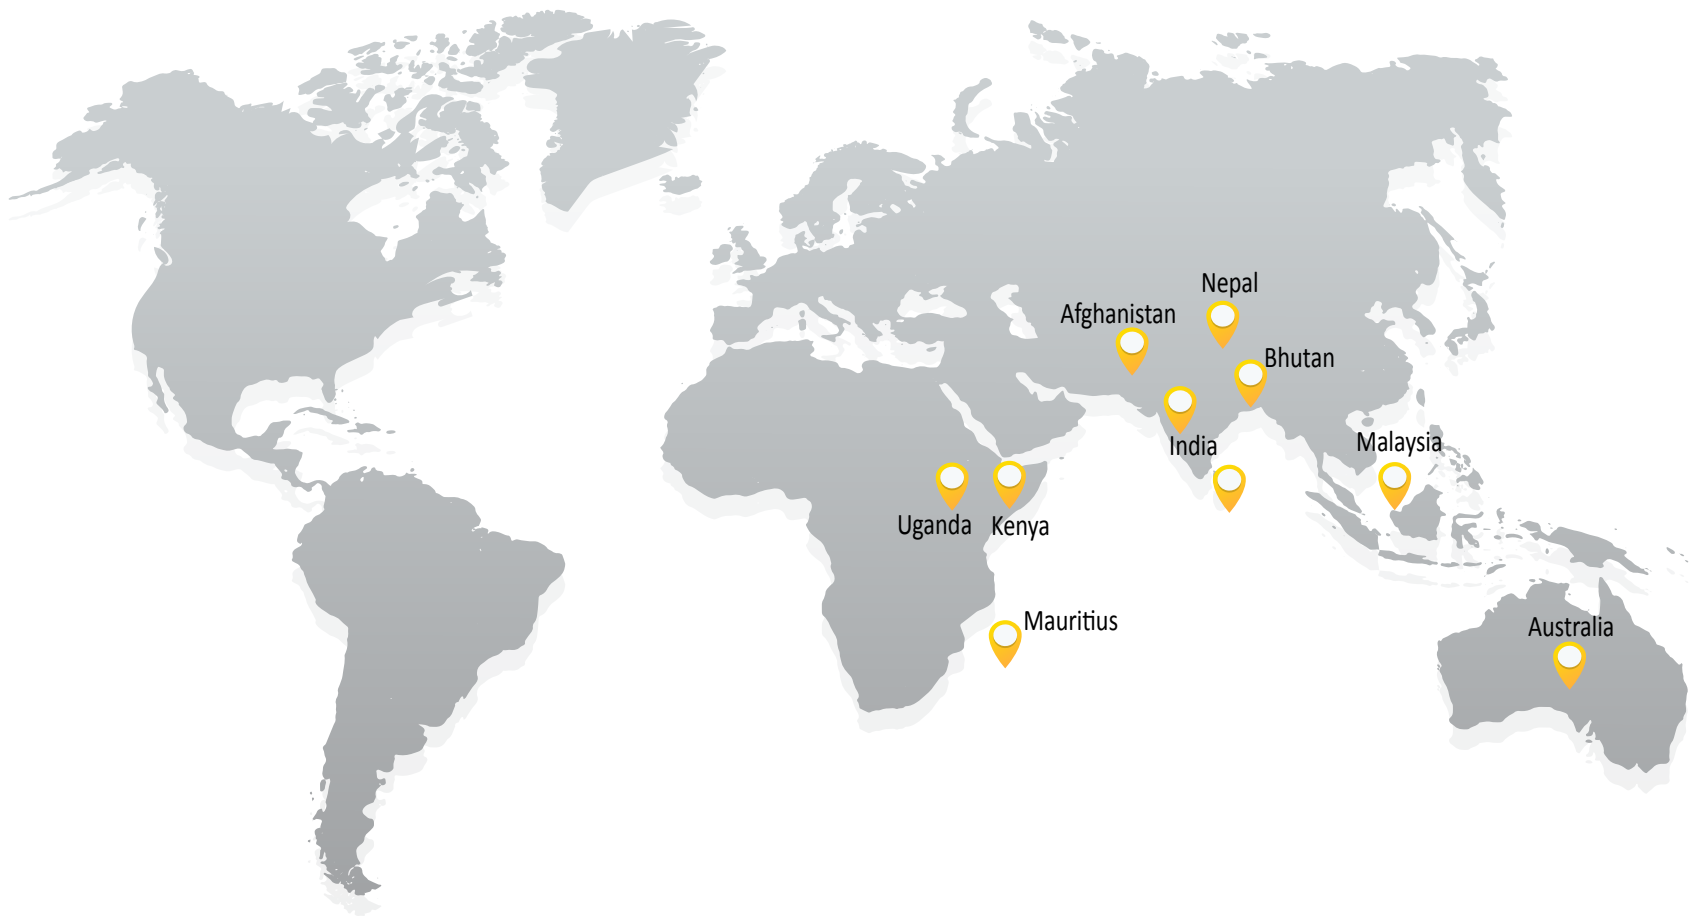 Nepal
Afghanistan
Bhutan
India
Malaysia
Uganda
Kenya
Mauritius
Australia